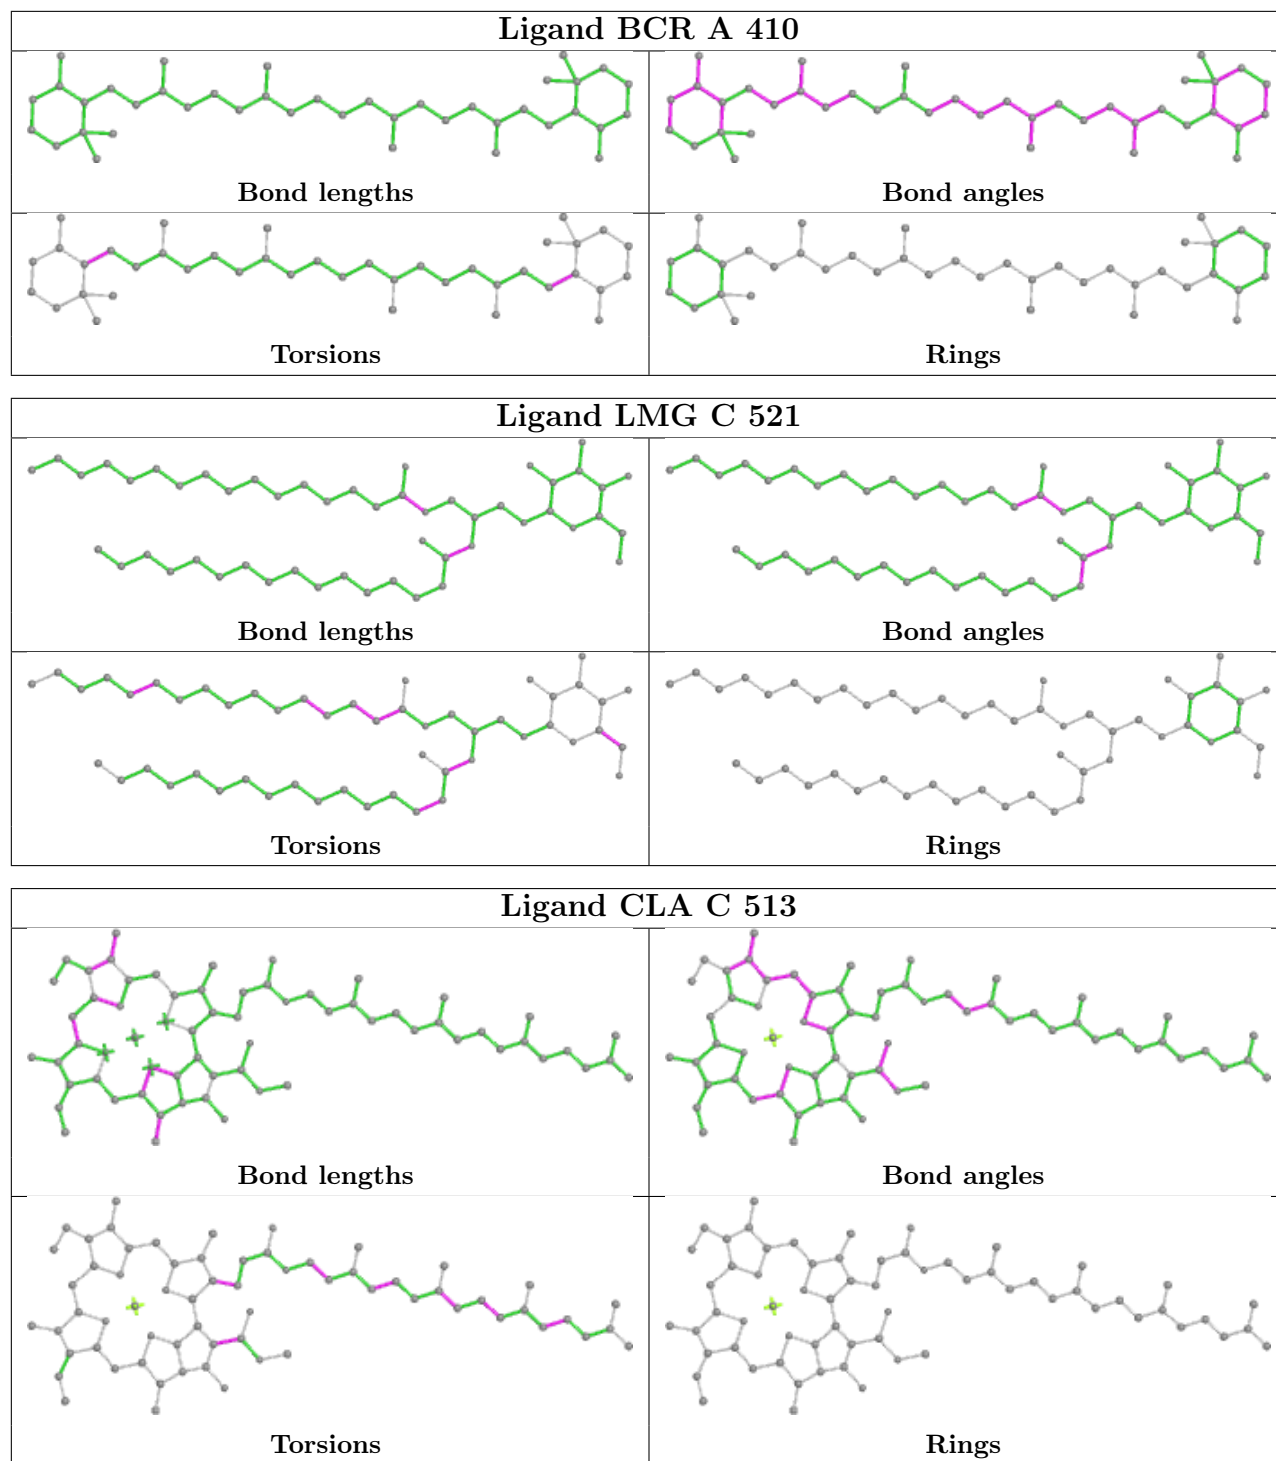 Ligand BCR A 410
Bond lengths
Bond angles
Torsions
Rings
Ligand LMG C 521
Bond lengths
Bond angles
Torsions
Rings
Ligand CLA C 513
Bond lengths
Bond angles
Torsions
Rings